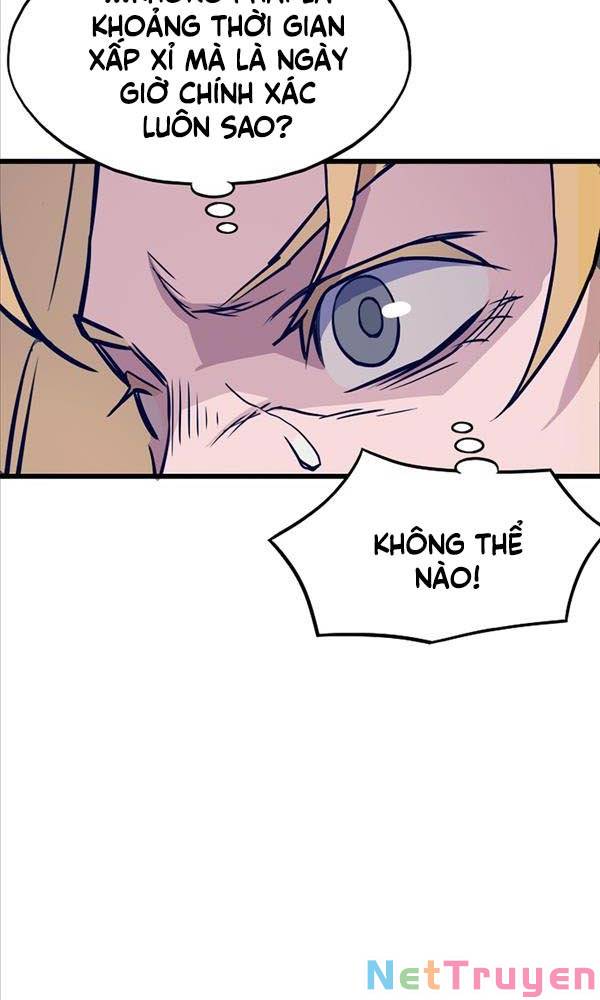 KHOẢNG THỜI GIAN
XẤP XỈ MÀ LÀ NGÀY
GIỜ CHÍNH XÁC
LUÔN SAO?
KHÔNG THỂ
NÀO!
NetTruyen